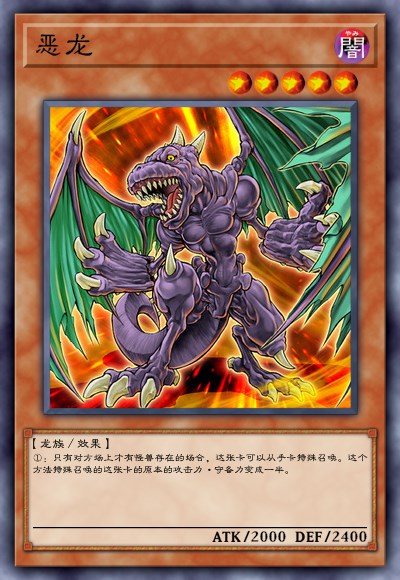 恶龙
やみ
闇
【龙族／效果】
①：只有对方场上才有怪兽存在的场合，这张卡可以从手卡特殊召唤。这个
方法特殊召唤的这张卡的原本的攻击力·守备力变成一半。
ATK/2000 DEF/2400